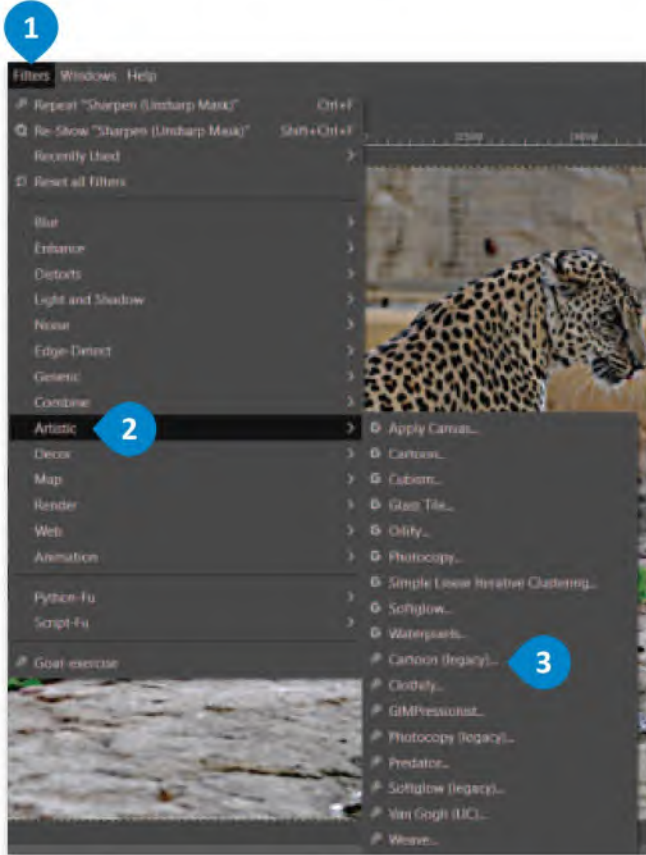 1
Filters Windows Help
Repeat "Sharpen (Unsharp Mask)" Ctrl+F
Re-Show "Sharpen (Unsharp Mask)" Shift+Ctrl+F
Recently Used
Reset all Filters
Blur
Enhance
Distorts
Light and Shadow
Noise
Edge-Detect
Generic
Combine
Artistic 2
Decor
Map
Render
Web
Animation
Python-Fu
Script-Fu
Goat-exercise
Apply Canvas...
Cartoon...
Cubism...
Glass Tile...
Oilify...
Photocopy...
Simple Linear Iterative Clustering...
Softglow...
Waterpixels...
Cartoon (legacy)... 3
Clothify...
GIMPressionist...
Photocopy (legacy)...
Predator...
Softglow (legacy)...
Van Gogh (LIC)...
Weave...